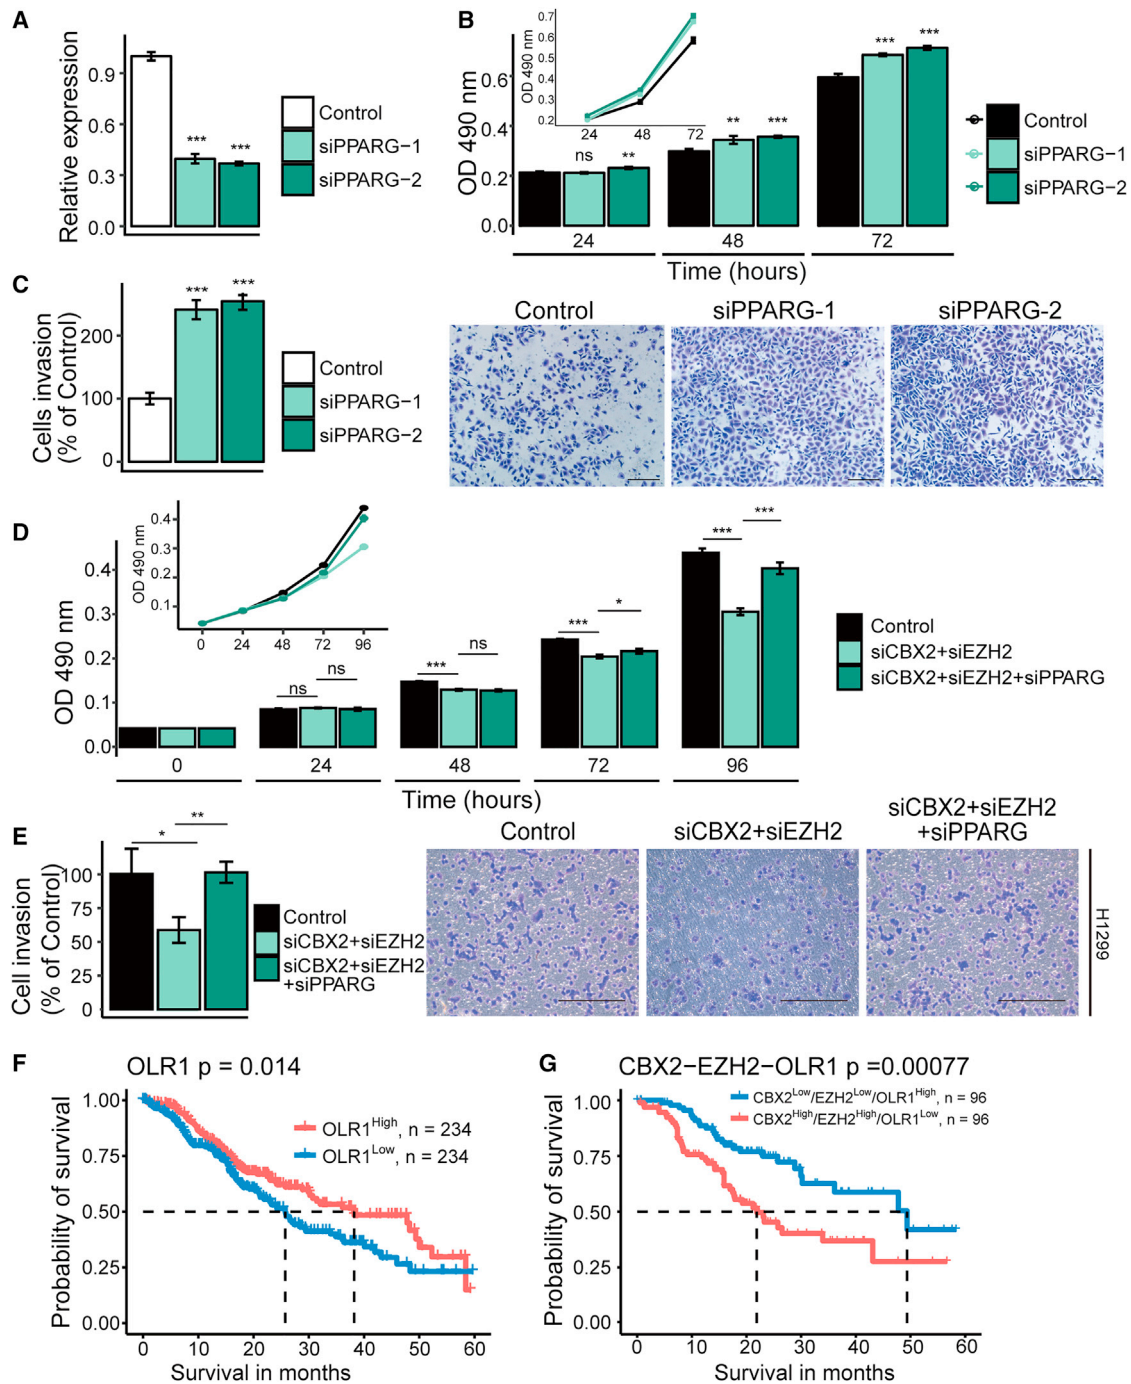 A
Relative expression
0.9
0.6
0.3
0.0
***
***
Control
siPPARG−1
siPPARG−2
B
OD 490 nm
0.6
0.4
0.2
0.0
OD 490 nm
0.7
0.6
0.5
0.4
0.3
0.2
24
48
72
ns
**
**
***
***
***
24
48
72
Time (hours)
Control
siPPARG−1
siPPARG−2
C
Cells invasion
(% of Control)
200
100
0
***
***
Control
siPPARG−1
siPPARG−2
Control
siPPARG-1
siPPARG-2
D
OD 490 nm
0.4
0.3
0.2
0.1
0.0
OD 490 nm
0.4
0.3
0.2
0.1
0
24
48
72
96
ns
ns
***
ns
***
*
***
***
0
24
48
72
96
Time (hours)
Control
siCBX2+siEZH2
siCBX2+siEZH2+siPPARG
E
Cell invasion
(% of Control)
100
75
50
25
0
*
**
Control
siCBX2+siEZH2
siCBX2+siEZH2
+siPPARG
Control
siCBX2+siEZH2
siCBX2+siEZH2
+siPPARG
H1299
F
OLR1 p = 0.014
Probability of survival
1.00
0.75
0.50
0.25
0.00
OLR1High, n = 234
OLR1Low, n = 234
0
10
20
30
40
50
60
Survival in months
G
CBX2−EZH2−OLR1 p =0.00077
Probability of survival
1.00
0.75
0.50
0.25
0.00
CBX2Low/EZH2Low/OLR1High, n = 96
CBX2High/EZH2High/OLR1Low, n = 96
0
10
20
30
40
50
60
Survival in months